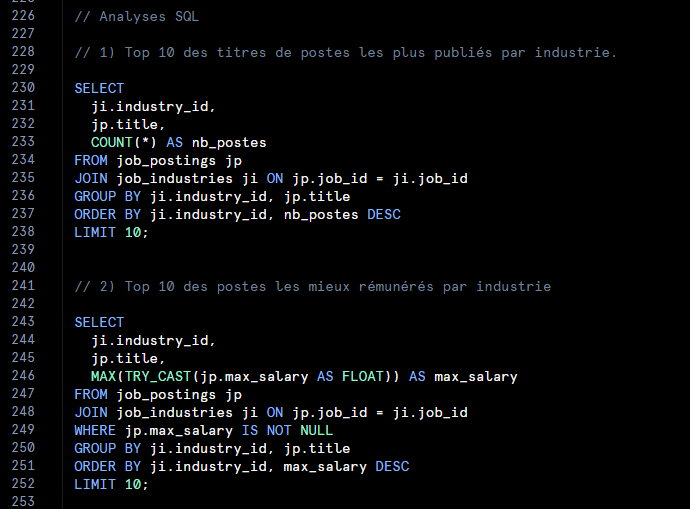 226 // Analyses SQL
227
228 // 1) Top 10 des titres de postes les plus publiés par industrie.
229
230 SELECT
231 ji.industry_id,
232 jp.title,
233 COUNT(*) AS nb_postes
234 FROM job_postings jp
235 JOIN job_industries ji ON jp.job_id = ji.job_id
236 GROUP BY ji.industry_id, jp.title
237 ORDER BY ji.industry_id, nb_postes DESC
238 LIMIT 10;
239
240
241 // 2) Top 10 des postes les mieux rémunérés par industrie
242
243 SELECT
244 ji.industry_id,
245 jp.title,
246 MAX(TRY_CAST(jp.max_salary AS FLOAT)) AS max_salary
247 FROM job_postings jp
248 JOIN job_industries ji ON jp.job_id = ji.job_id
249 WHERE jp.max_salary IS NOT NULL
250 GROUP BY ji.industry_id, jp.title
251 ORDER BY ji.industry_id, max_salary DESC
252 LIMIT 10;
253